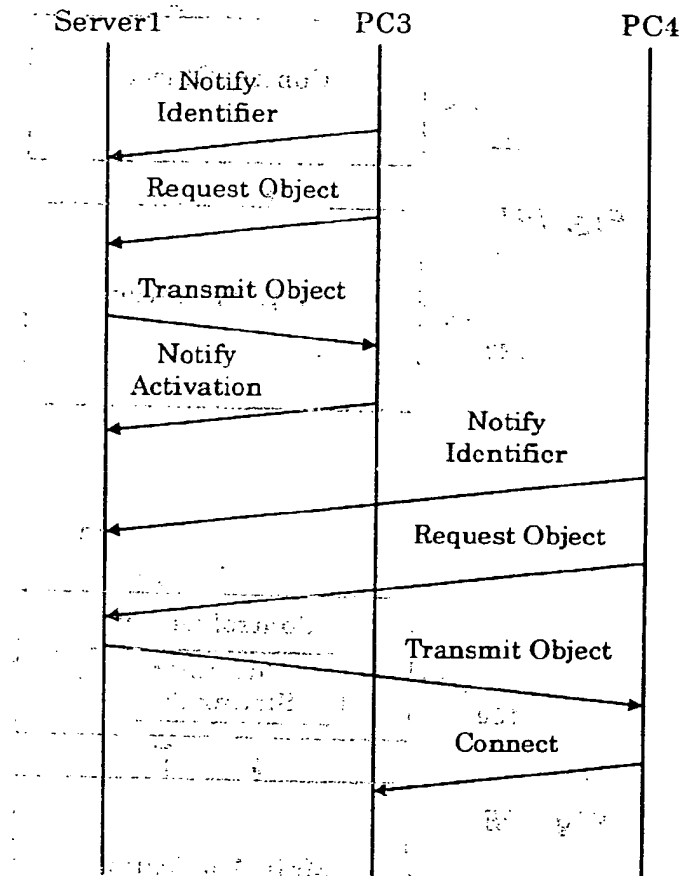 Server1 PC3 PC4
Notify
Identifier
Request Object
Transmit Object
Notify
Activation
Notify
Identifier
Request Object
Transmit Object
Connect